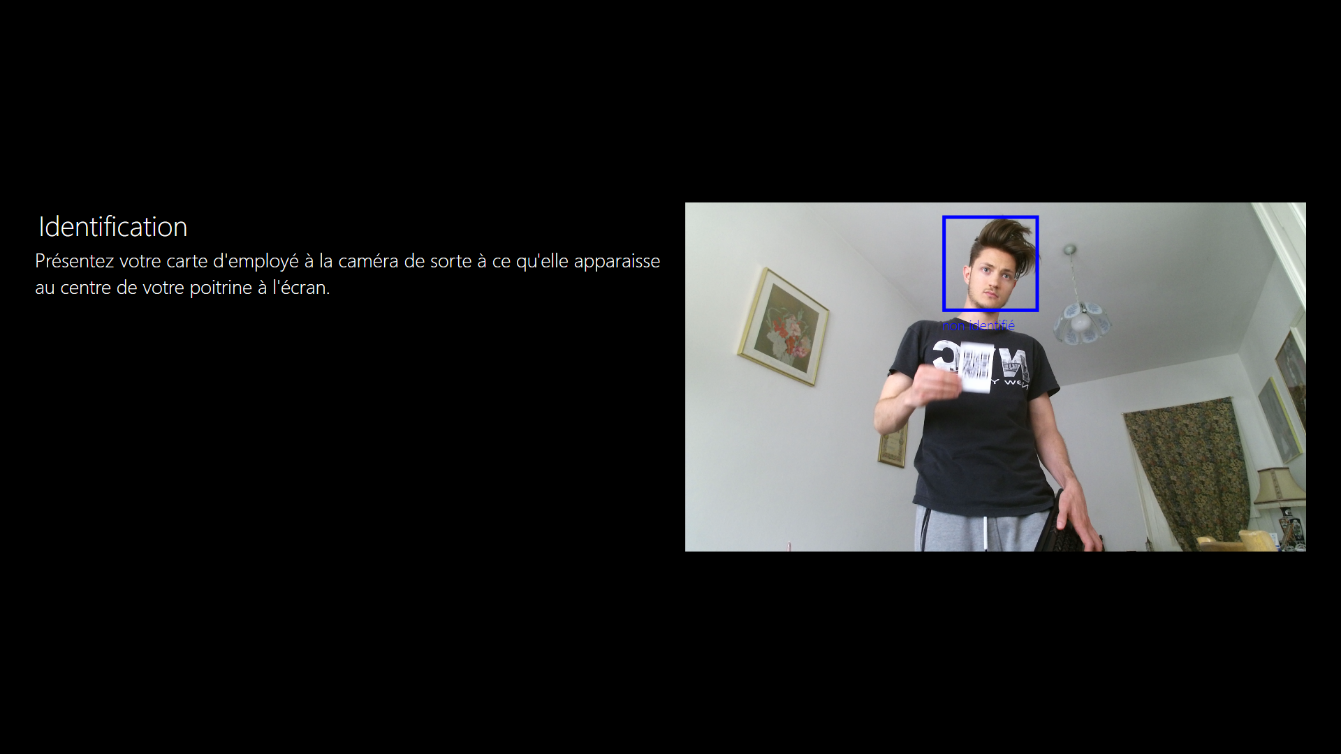 Identification
Présentez votre carte d'employé à la caméra de sorte à ce qu'elle apparaisse
au centre de votre poitrine à l'écran.
identifié